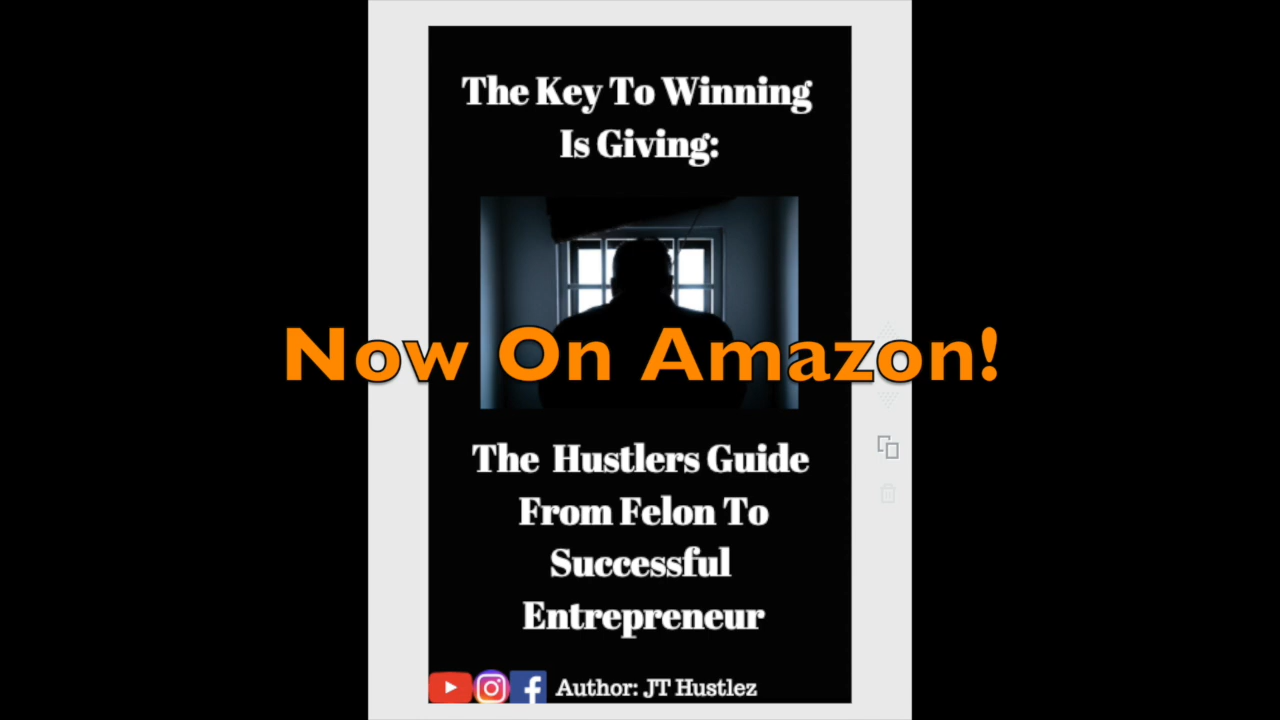 The Key To Winning
Is Giving:
Now On Amazon!
The Hustlers Guide
From Felon To
Successful
Entrepreneur
Author: JT Hustlez